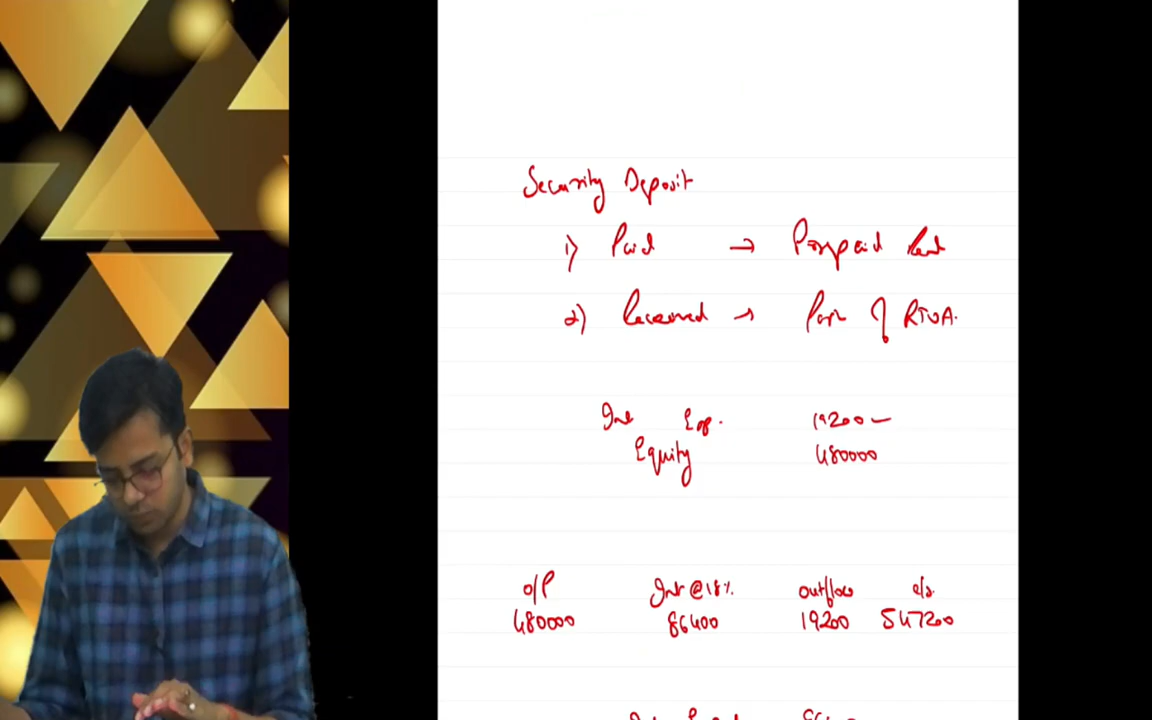 Security Deposit
1) Paid → Prepaid Rent
2) Received → Part of ROUA.
Int Exp. 19200 –
Equity 480000
o/p Int @18% outflow c/s.
480000 86400 19200 547200